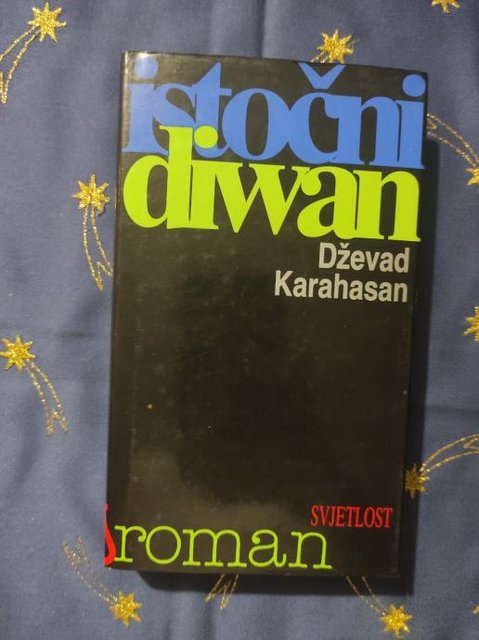 istočni
diwan
Dževad
Karahasan
SVJETLOST
roman